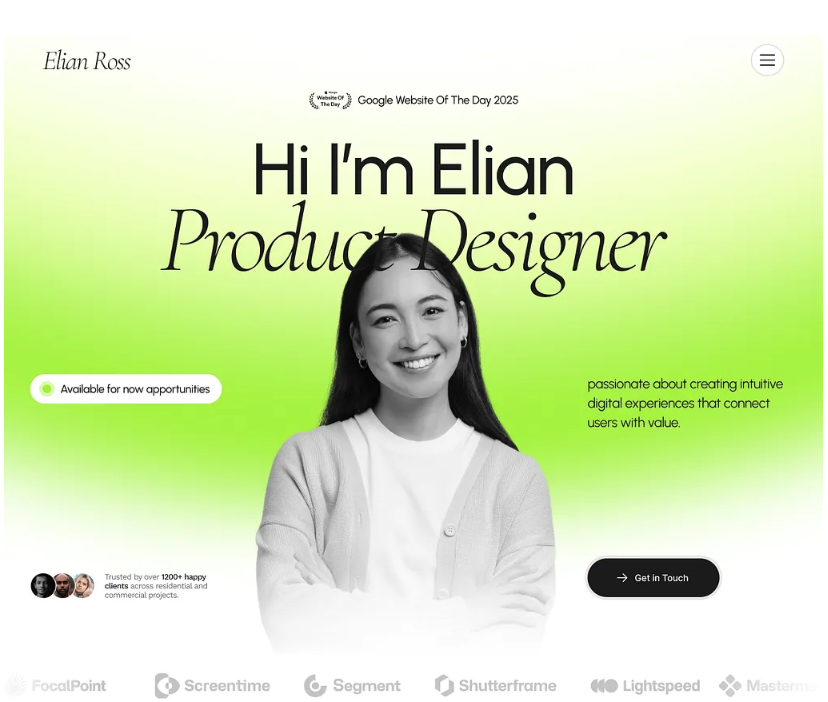 Elian Ross
Google
Website Of
The Day
Google Website Of The Day 2025
Hi I'm Elian
Product Designer
Available for now opportunities
passionate about creating intuitive
digital experiences that connect
users with value.
Trusted by over 1200+ happy
clients across residential and
commercial projects.
Get in Touch
FocalPoint
Screentime
Segment
Shutterframe
Lightspeed